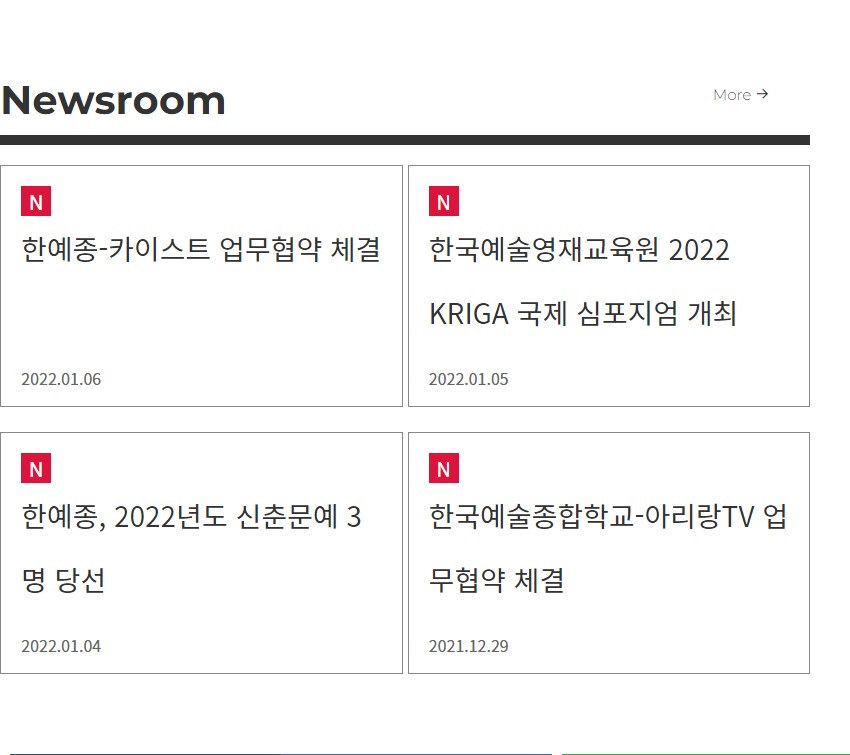 Newsroom
More →
N
한예종-카이스트 업무협약 체결
2022.01.06
N
한국예술영재교육원 2022
KRIGA 국제 심포지엄 개최
2022.01.05
N
한예종, 2022년도 신춘문예 3
명 당선
2022.01.04
N
한국예술종합학교-아리랑TV 업
무협약 체결
2021.12.29